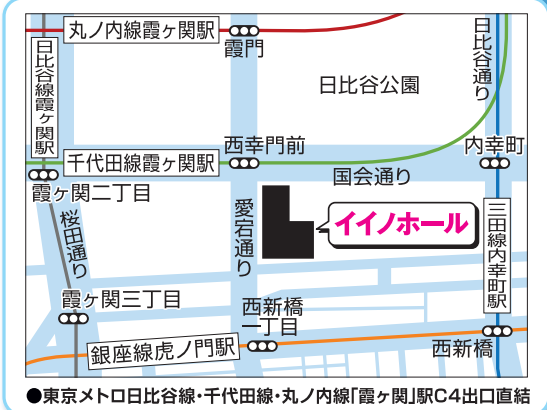 丸ノ内線霞ヶ関駅
霞門
日比谷線霞ヶ関駅
日比谷公園
日比谷通り
西幸門前
内幸町
千代田線霞ヶ関駅
国会通り
霞ヶ関二丁目
桜田通り
愛宕通り
イイノホール
三田線内幸町駅
霞ヶ関三丁目
西新橋
一丁目
銀座線虎ノ門駅
西新橋
●東京メトロ日比谷線・千代田線・丸ノ内線「霞ヶ関」駅C4出口直結